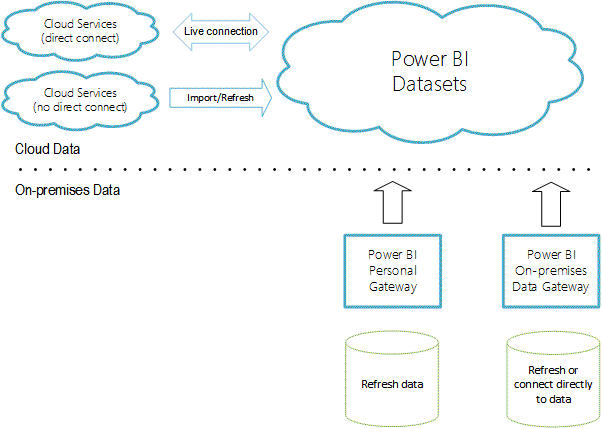 Cloud Services
(direct connect)
Live connection
Power BI
Datasets
Cloud Services
(no direct connect)
Import/Refresh
Cloud Data
On-premises Data
Power BI
Personal
Gateway
Power BI
On-premises
Data Gateway
Refresh data
Refresh or
connect directly
to data